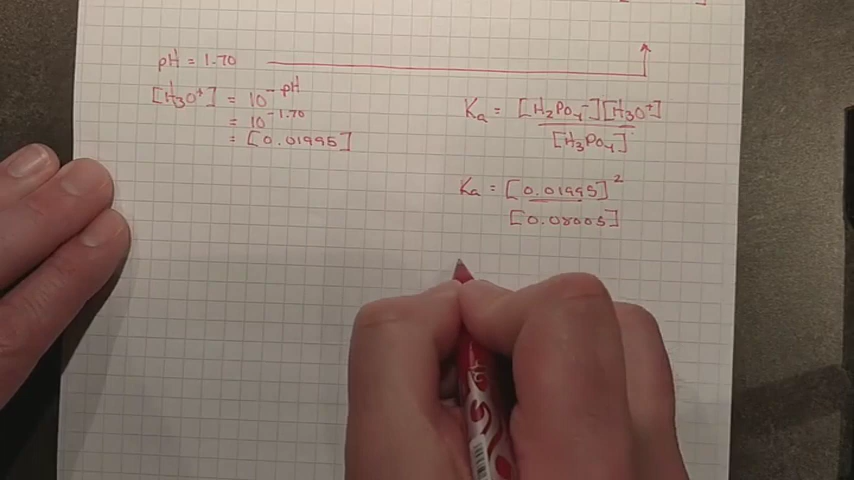 pH = 1.70
[H₃O⁺] = 10⁻ᵖᴴ
= 10⁻¹·⁷⁰
= [0.01995]
Kₐ = [H₂PO₄⁻][H₃O⁺]
[H₃PO₄]
Kₐ = [0.01995]²
[0.08005]